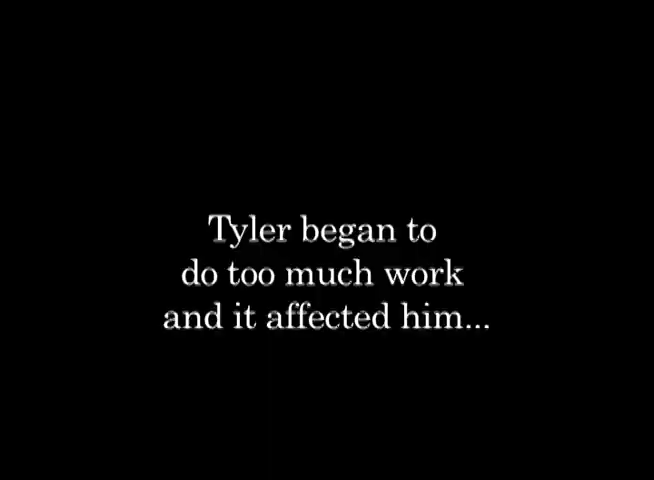 Tyler began to
do too much work
and it affected him...